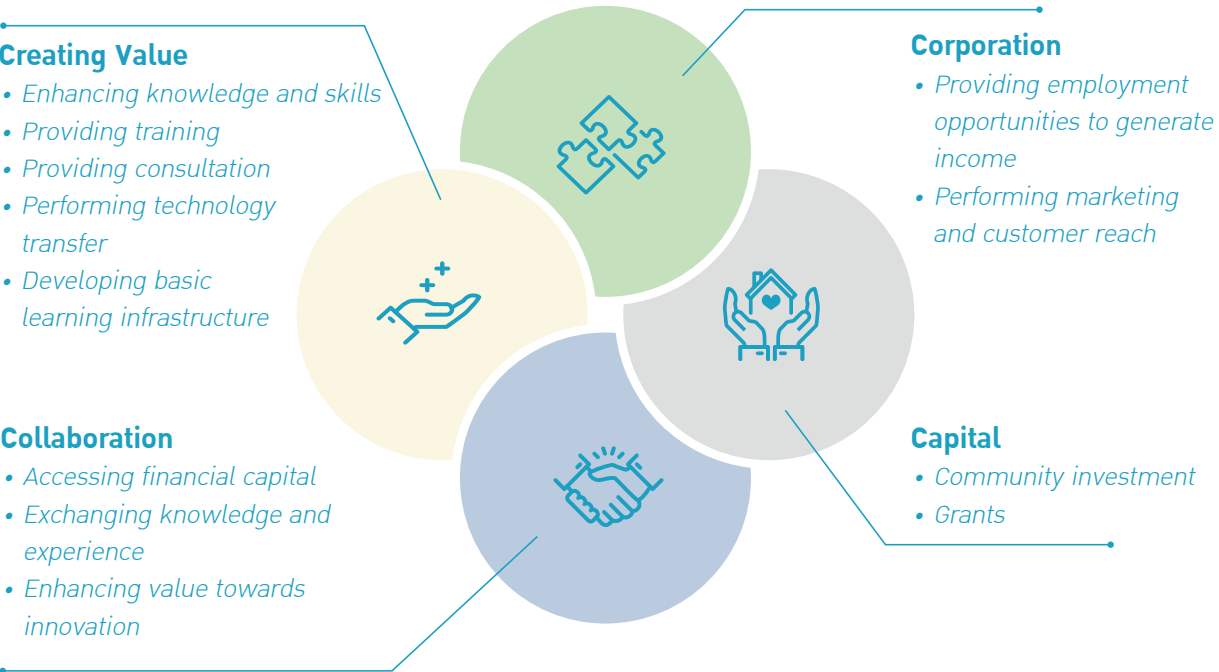 Creating Value
• Enhancing knowledge and skills
• Providing training
• Providing consultation
• Performing technology
transfer
• Developing basic
learning infrastructure
Corporation
• Providing employment
opportunities to generate
income
• Performing marketing
and customer reach
Collaboration
• Accessing financial capital
• Exchanging knowledge and
experience
• Enhancing value towards
innovation
Capital
• Community investment
• Grants